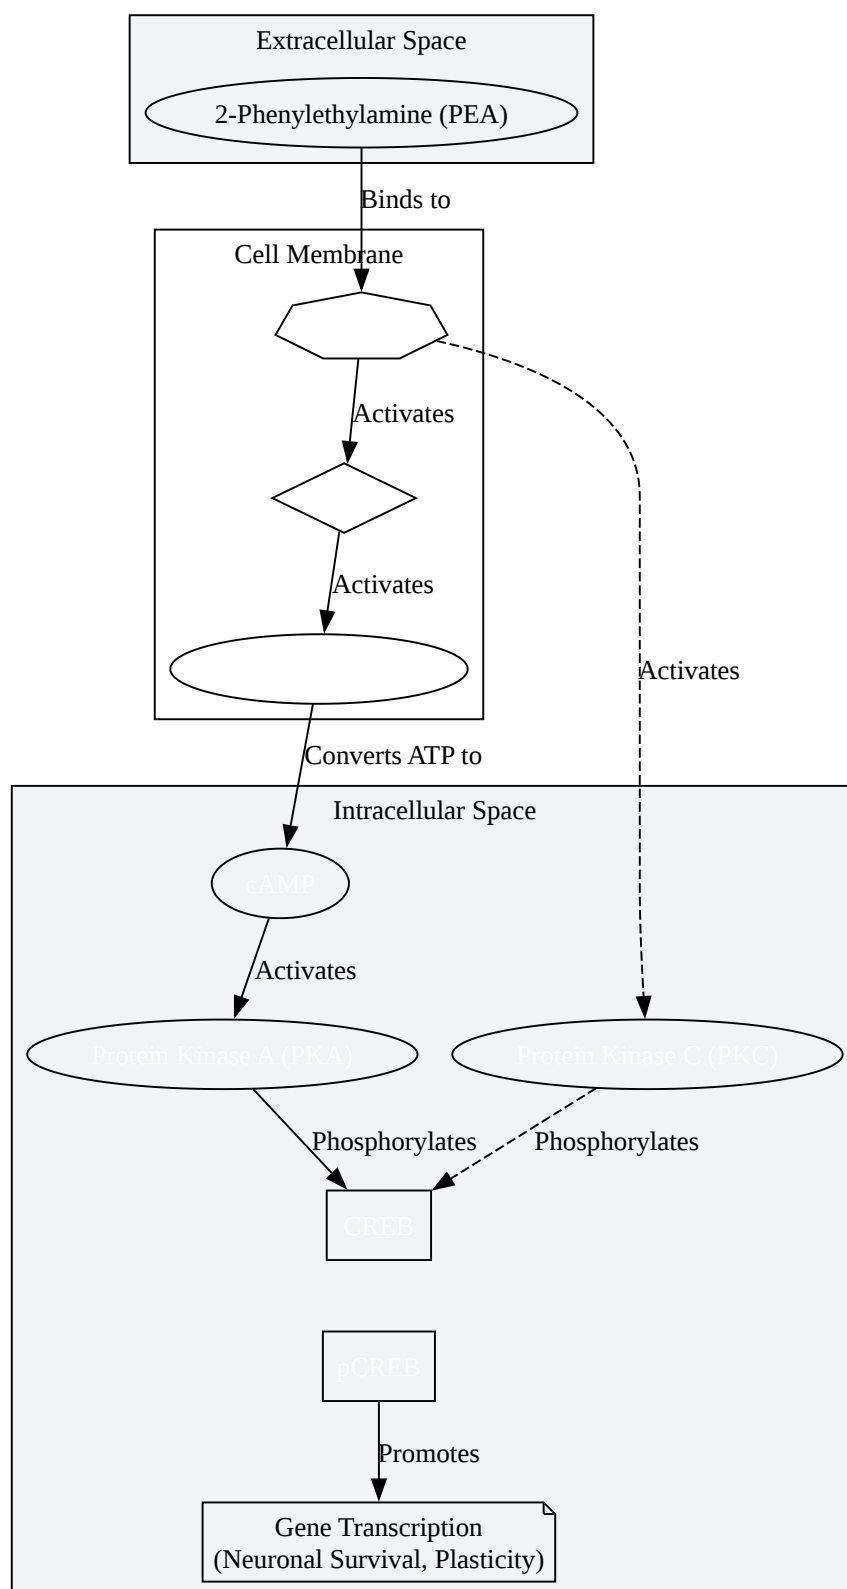 Extracellular Space
2-Phenylethylamine (PEA)
Binds to
Cell Membrane
Activates
Activates
Activates
Converts ATP to
Intracellular Space
cAMP
Activates
Protein Kinase A (PKA)
Protein Kinase C (PKC)
Phosphorylates
Phosphorylates
CREB
pCREB
Promotes
Gene Transcription
(Neuronal Survival, Plasticity)